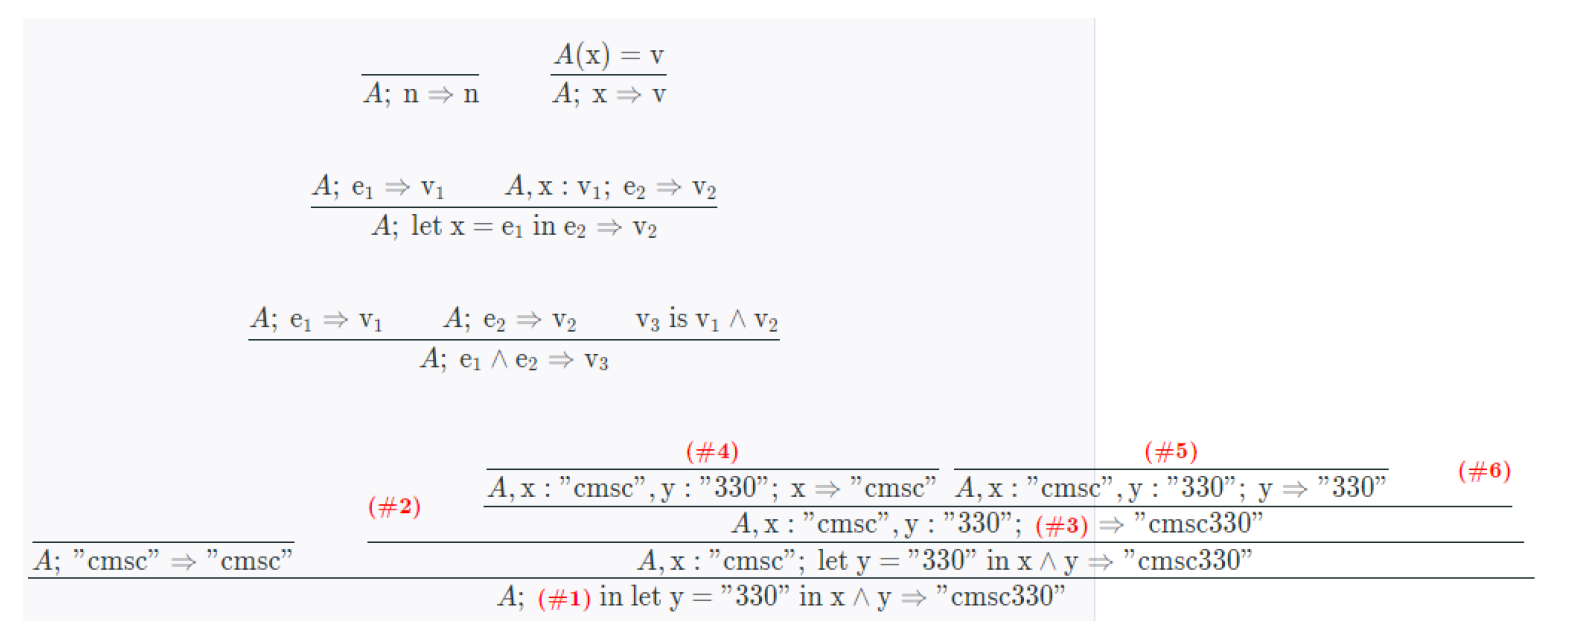 A(x) = v
A; n ⇒ n A; x ⇒ v
A; e₁ ⇒ v₁ A, x : v₁; e₂ ⇒ v₂
A; let x = e₁ in e₂ ⇒ v₂
A; e₁ ⇒ v₁ A; e₂ ⇒ v₂ v₃ is v₁ ∧ v₂
A; e₁ ∧ e₂ ⇒ v₃
(#4) (#5)
(#6)
A, x : ”cmsc”, y : ”330”; x ⇒ ”cmsc” A, x : ”cmsc”, y : ”330”; y ⇒ ”330”
(#2)
A, x : ”cmsc”, y : ”330”; (#3) ⇒ ”cmsc330”
A; ”cmsc” ⇒ ”cmsc” A, x : ”cmsc”; let y = ”330” in x ∧ y ⇒ ”cmsc330”
A; (#1) in let y = ”330” in x ∧ y ⇒ ”cmsc330”